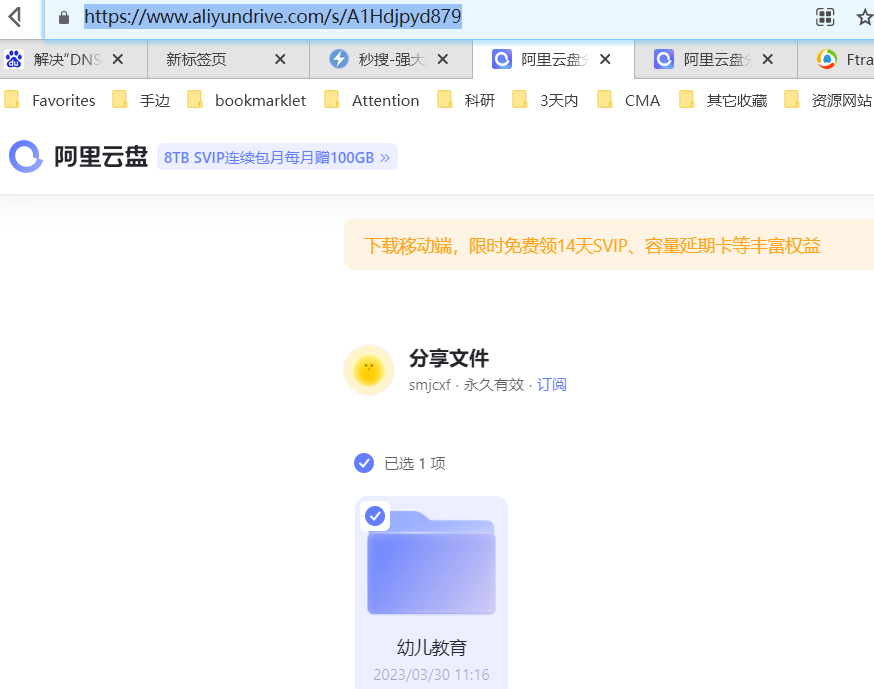 https://www.aliyundrive.com/s/A1Hdjpyd879
解决“DNS 新标签页 秒搜-强大 阿里云盘分 阿里云盘分 Ftra
Favorites 手边 bookmarklet Attention 科研 3天内 CMA 其它收藏 资源网站
阿里云盘 8TB SVIP连续包月每月赠100GB »
下载移动端，限时免费领14天SVIP、容量延期卡等丰富权益
分享文件
smjcxf · 永久有效 · 订阅
已选 1 项
幼儿教育
2023/03/30 11:16